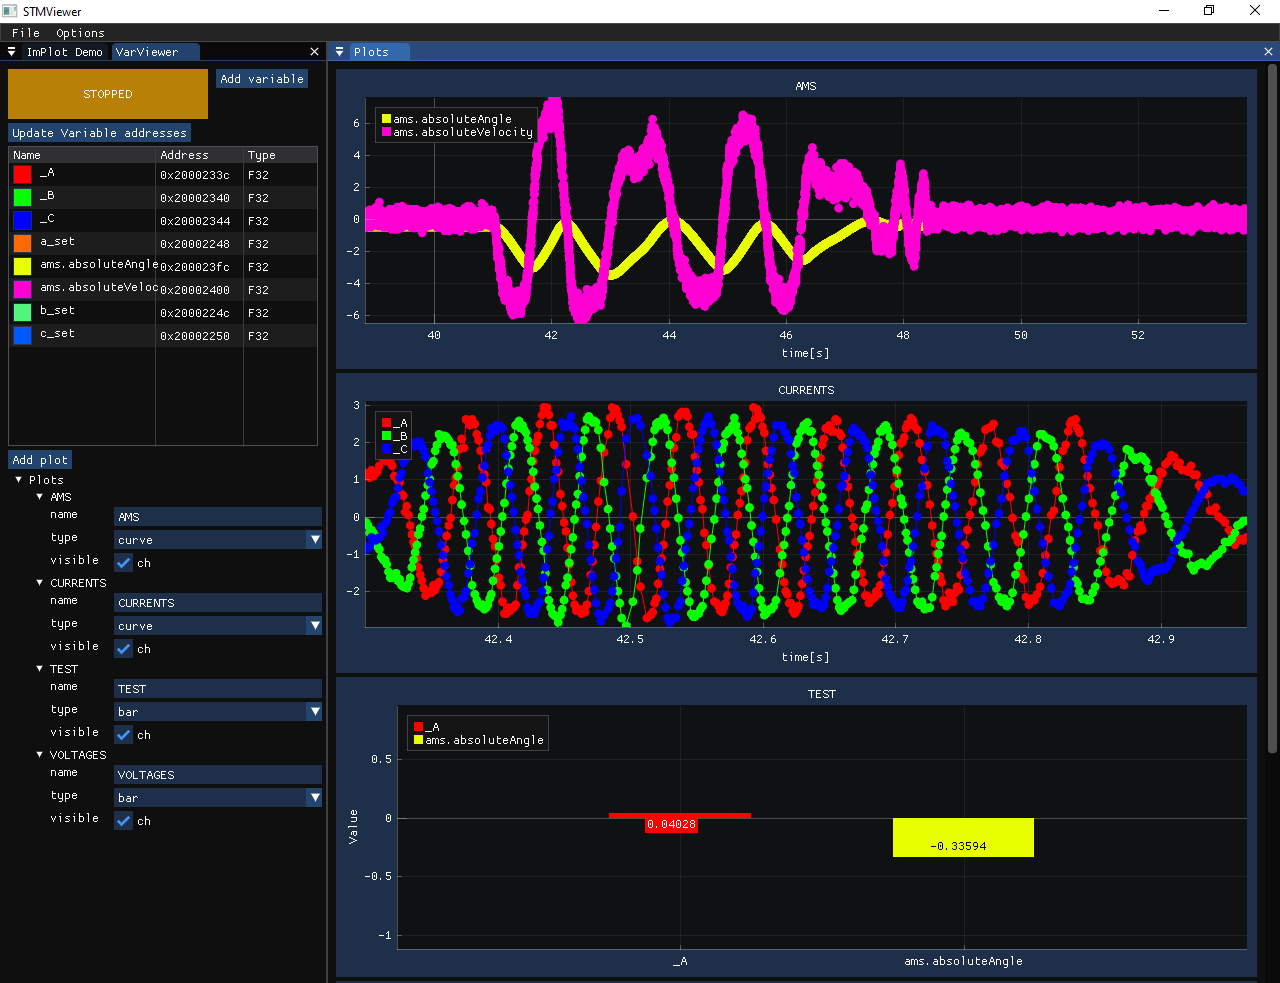 STMViewer
File Options
ImPlot Demo VarViewer
STOPPED
Add variable
Update Variable addresses
Name Address Type
_A 0x2000233c F32
_B 0x20002340 F32
_C 0x20002344 F32
a_set 0x20002248 F32
ams.absoluteAngle 0x200023fc F32
ams.absoluteVeloc 0x20002400 F32
b_set 0x2000224c F32
c_set 0x20002250 F32
Add plot
Plots
AMS
name AMS
type curve
visible ch
CURRENTS
name CURRENTS
type curve
visible ch
TEST
name TEST
type bar
visible ch
VOLTAGES
name VOLTAGES
type bar
visible ch
Plots
AMS
ams.absoluteAngle
ams.absoluteVelocity
6
4
2
0
-2
-4
-6
40 42 44 46 48 50 52
time[s]
CURRENTS
_A
_B
_C
3
2
1
0
-1
-2
42.4 42.5 42.6 42.7 42.8 42.9
time[s]
TEST
_A
ams.absoluteAngle
0.5
0
-0.5
-1
Value
0.04028
-0.33594
_A ams.absoluteAngle